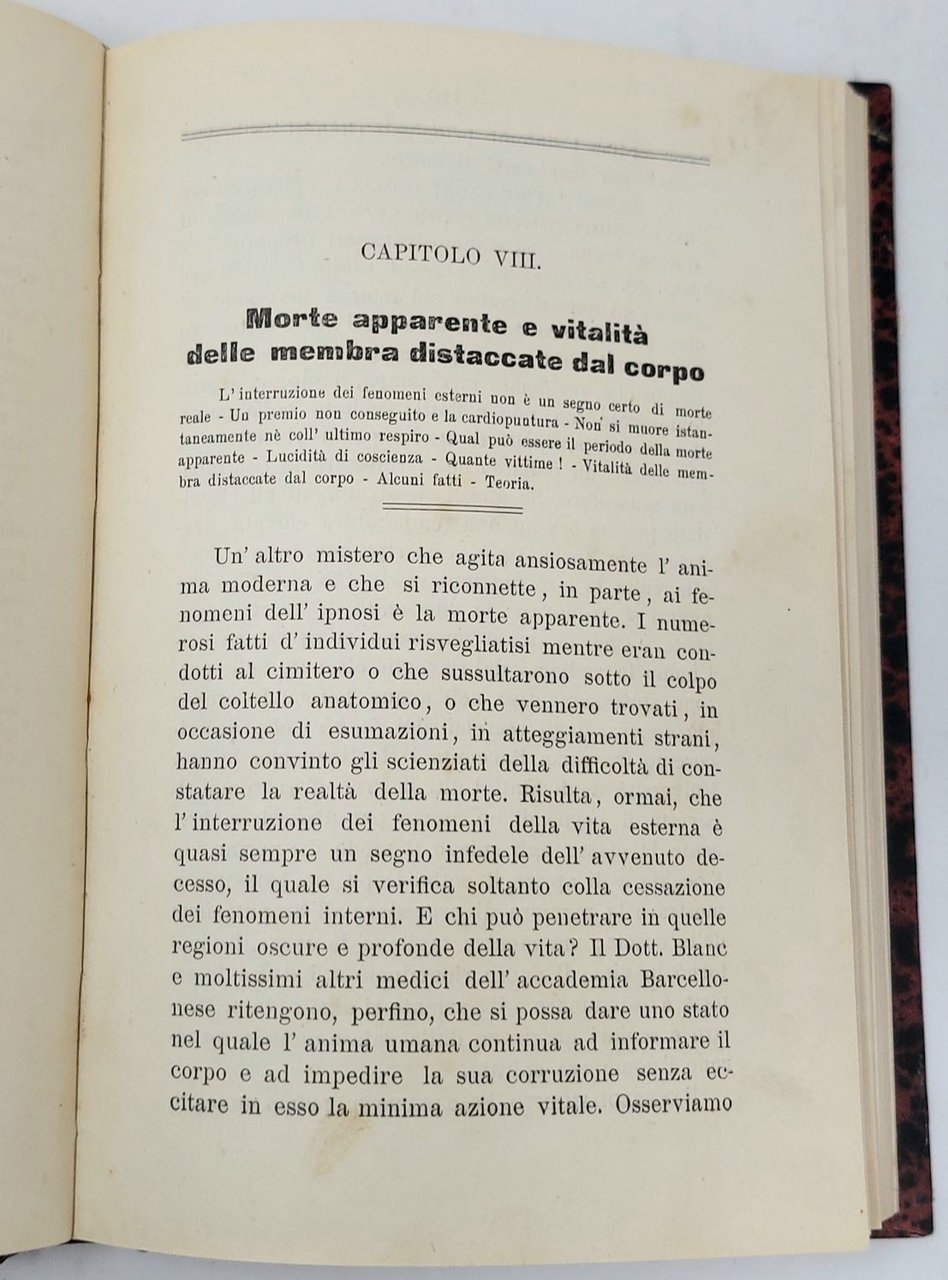 CAPITOLO VIII.
Morte apparente e vitalità
delle membra distaccate dal corpo
L' interruzione dei fenomeni esterni non è un segno certo di morte
reale - Un premio non conseguito e la cardiopuntura - Non si muore istan-
taneamente nè coll' ultimo respiro - Qual può essere il periodo della morte
apparente - Lucidità di coscienza - Quante vittime ! - Vitalità delle mem-
bra distaccate dal corpo - Alcuni fatti - Teoria.
Un' altro mistero che agita ansiosamente l' ani-
ma moderna e che si riconnette, in parte, ai fe-
nomeni dell' ipnosi è la morte apparente. I nume-
rosi fatti d' individui risvegliatisi mentre eran con-
dotti al cimitero o che sussultarono sotto il colpo
del coltello anatomico, o che vennero trovati, in
occasione di esumazioni, in atteggiamenti strani,
hanno convinto gli scienziati della difficoltà di con-
statare la realtà della morte. Risulta, ormai, che
l' interruzione dei fenomeni della vita esterna è
quasi sempre un segno infedele dell' avvenuto de-
cesso, il quale si verifica soltanto colla cessazione
dei fenomeni interni. E chi può penetrare in quelle
regioni oscure e profonde della vita? Il Dott. Blanc
e moltissimi altri medici dell' accademia Barcello-
nese ritengono, perfino, che si possa dare uno stato
nel quale l' anima umana continua ad informare il
corpo e ad impedire la sua corruzione senza ec-
citare in esso la minima azione vitale. Osserviamo